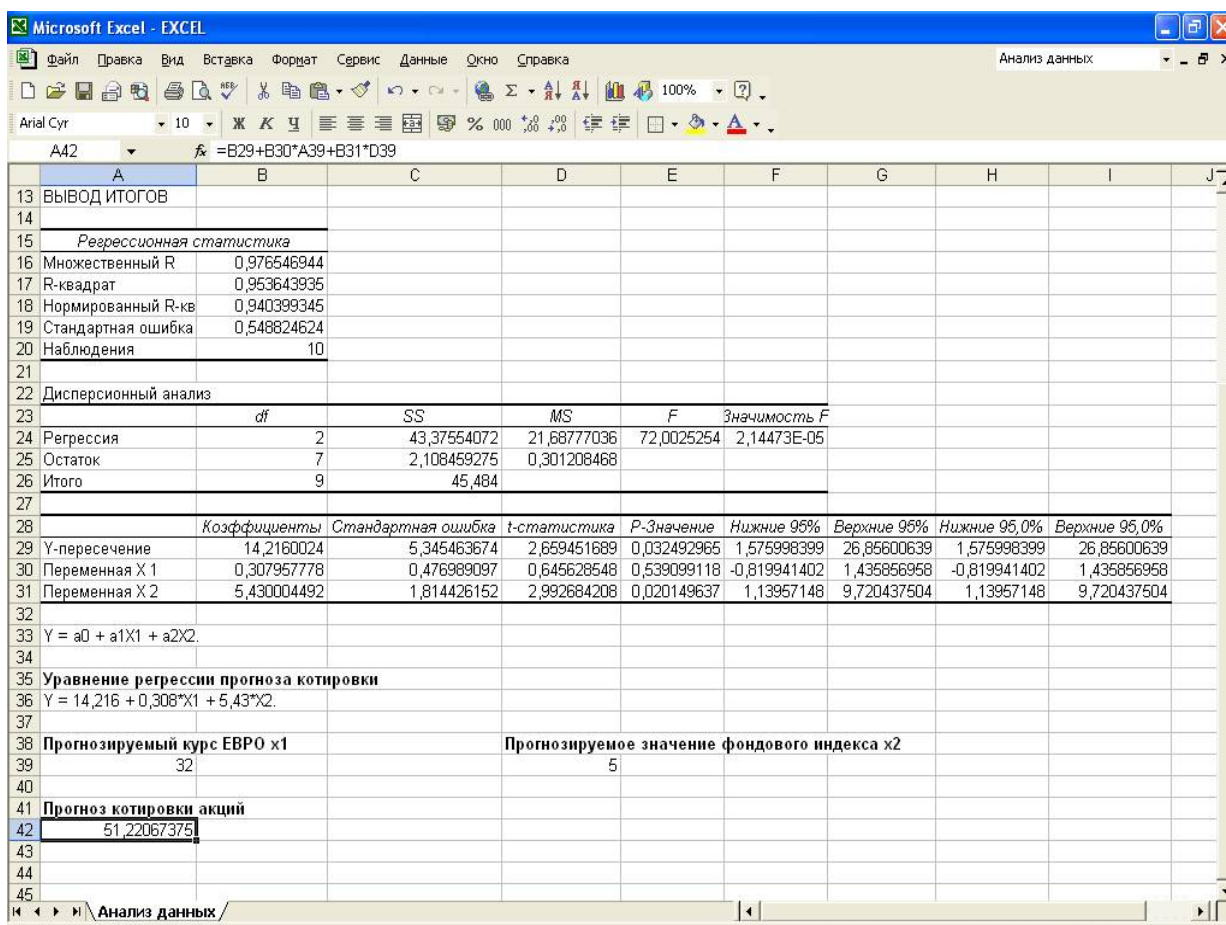 Microsoft Excel - EXCEL
Файл Правка Вид Вставка Формат Сервис Данные Окно Справка Анализ данных
100%
Arial Cyr 10 Ж К Ч % 000
A42 fx =B29+B30*A39+B31*D39
A B C D E F G H I J
13 ВЫВОД ИТОГОВ
14
15 Регрессионная статистика
16 Множественный R 0,976546944
17 R-квадрат 0,953643935
18 Нормированный R-кв 0,940399345
19 Стандартная ошибка 0,548824624
20 Наблюдения 10
21
22 Дисперсионный анализ
23 df SS MS F Значимость F
24 Регрессия 2 43,37554072 21,68777036 72,0025254 2,14473E-05
25 Остаток 7 2,108459275 0,301208468
26 Итого 9 45,484
27
28 Коэффициенты Стандартная ошибка t-статистика P-Значение Нижние 95% Верхние 95% Нижние 95,0% Верхние 95,0%
29 Y-пересечение 14,2160024 5,345463674 2,659451689 0,032492965 1,575998399 26,85600639 1,575998399 26,85600639
30 Переменная X 1 0,307957778 0,476989097 0,645628548 0,539099118 -0,819941402 1,435856958 -0,819941402 1,435856958
31 Переменная X 2 5,430004492 1,814426152 2,992684208 0,020149637 1,13957148 9,720437504 1,13957148 9,720437504
32
33 Y = a0 + a1X1 + a2X2.
34
35 Уравнение регрессии прогноза котировки
36 Y = 14,216 + 0,308*X1 + 5,43*X2.
37
38 Прогнозируемый курс ЕВРО x1 Прогнозируемое значение фондового индекса x2
39 32 5
40
41 Прогноз котировки акций
42 51,22067375
43
44
45
Анализ данных